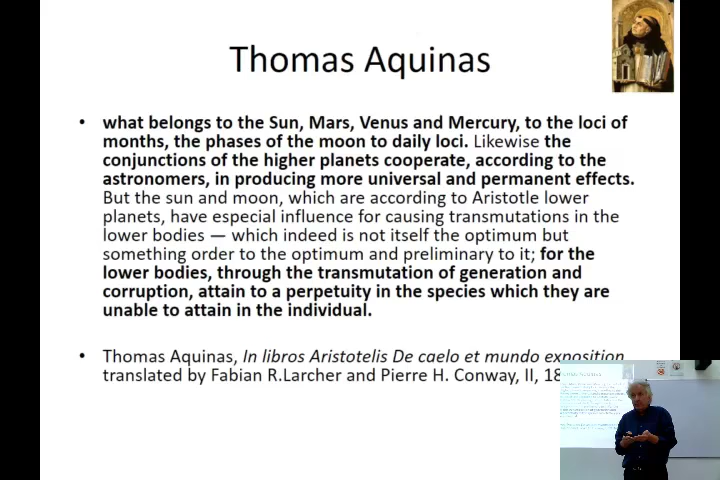 Thomas Aquinas
• what belongs to the Sun, Mars, Venus and Mercury, to the loci of
months, the phases of the moon to daily loci. Likewise the
conjunctions of the higher planets cooperate, according to the
astronomers, in producing more universal and permanent effects.
But the sun and moon, which are according to Aristotle lower
planets, have especial influence for causing transmutations in the
lower bodies — which indeed is not itself the optimum but
something order to the optimum and preliminary to it; for the
lower bodies, through the transmutation of generation and
corruption, attain to a perpetuity in the species which they are
unable to attain in the individual.
• Thomas Aquinas, In libros Aristotelis De caelo et mundo exposition
translated by Fabian R.Larcher and Pierre H. Conway, II, 18